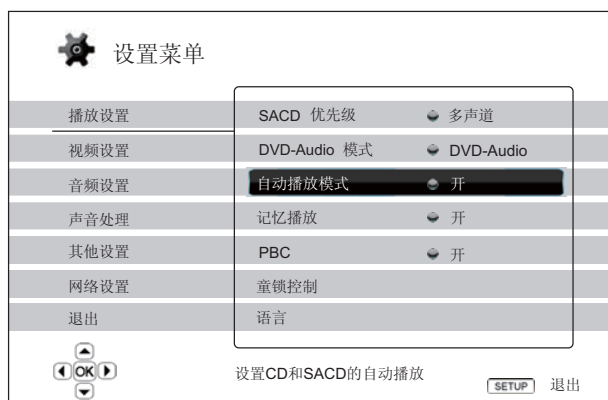 设置菜单
播放设置 SACD 优先级 多声道
视频设置 DVD-Audio 模式 DVD-Audio
音频设置 自动播放模式 开
声音处理 记忆播放 开
其他设置 PBC 开
网络设置 童锁控制
退出 语言
OK 设置CD和SACD的自动播放 SETUP 退出